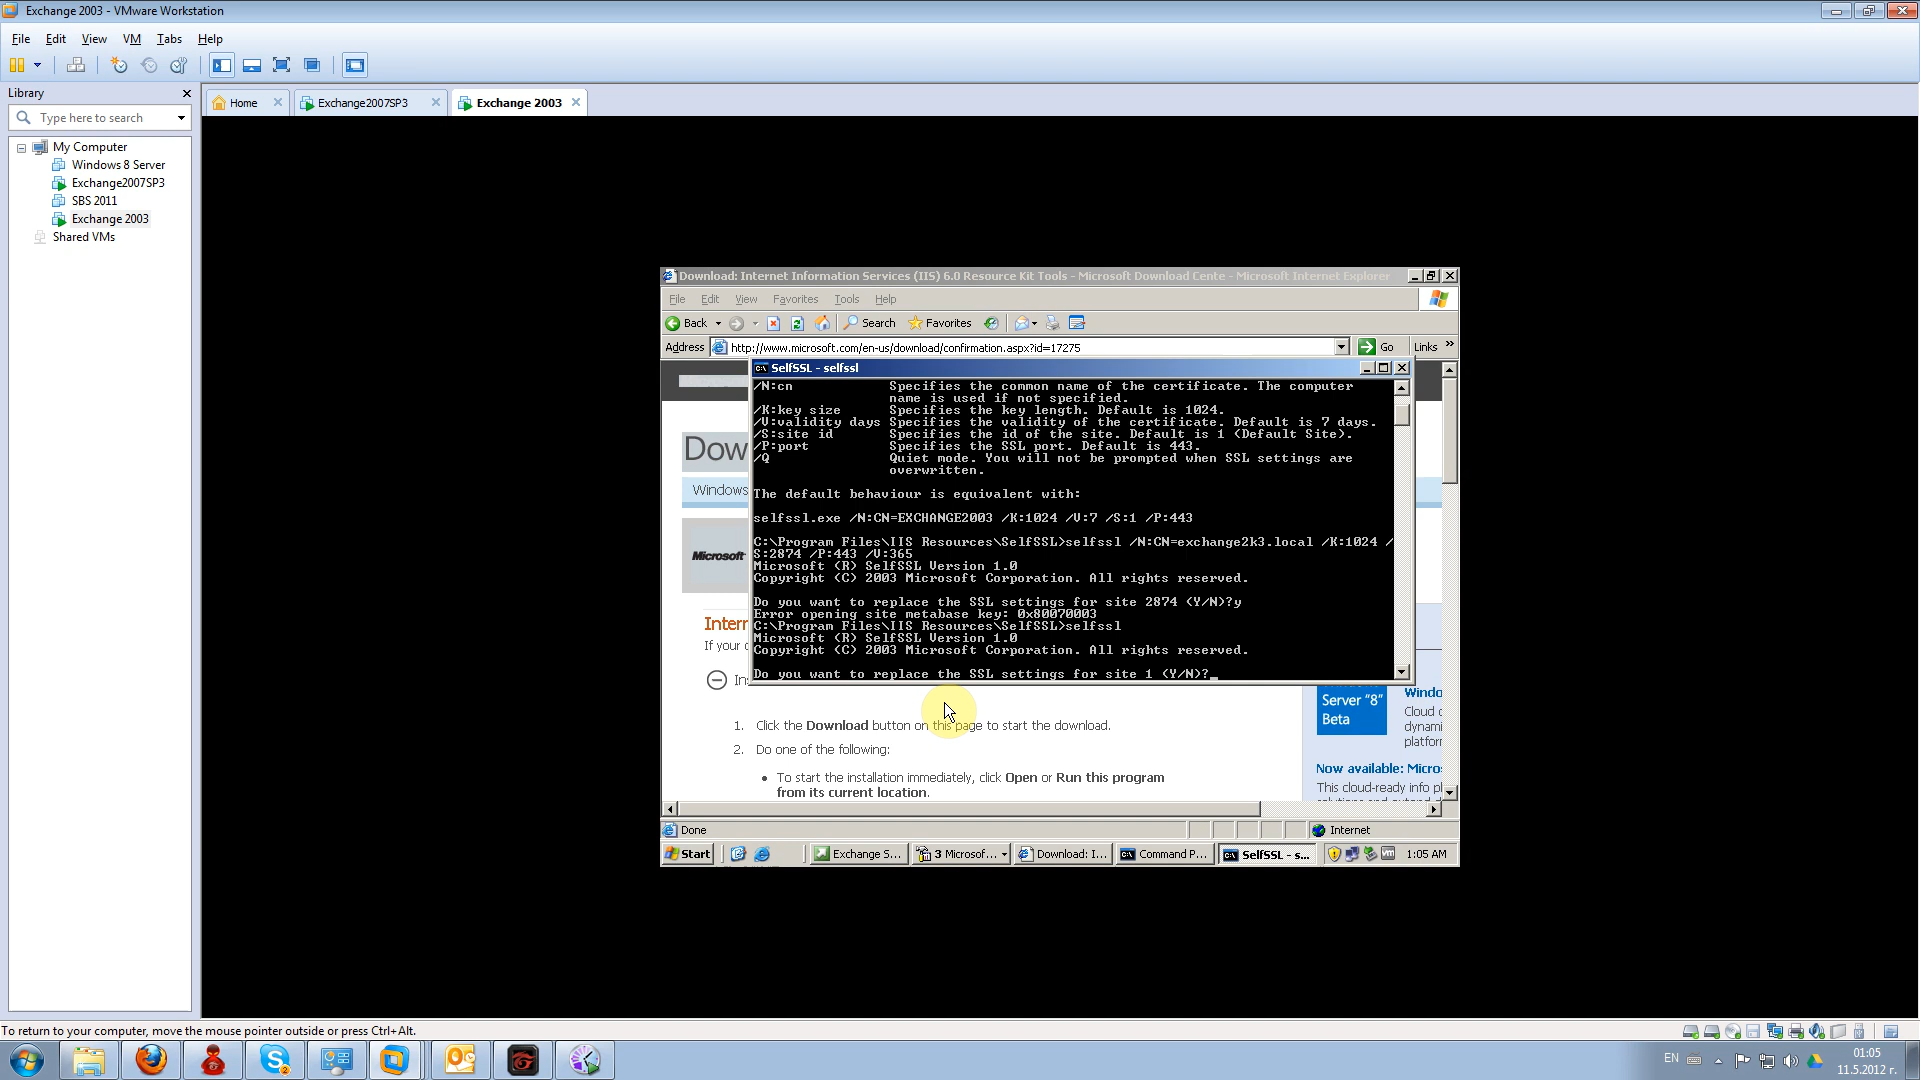 Exchange 2003 - VMware Workstation
File Edit View VM Tabs Help
Library
Type here to search
My Computer
Windows 8 Server
Exchange2007SP3
SBS 2011
Exchange 2003
Shared VMs
Home
Exchange2007SP3
Exchange 2003
Download: Internet Information Services (IIS) 6.0 Resource Kit Tools - Microsoft Download Cente - Microsoft Internet Explorer
File Edit View Favorites Tools Help
Back Search Favorites
Address http://www.microsoft.com/en-us/download/confirmation.aspx?id=17275 Go Links »
SelfSSL - selfssl
/N:cn Specifies the common name of the certificate. The computer
name is used if not specified.
/K:key size Specifies the key length. Default is 1024.
/V:validity days Specifies the validity of the certificate. Default is 7 days.
/S:site id Specifies the id of the site. Default is 1 (Default Site).
/P:port Specifies the SSL port. Default is 443.
/Q Quiet mode. You will not be prompted when SSL settings are
overwritten.
The default behaviour is equivalent with:
selfssl.exe /N:CN=EXCHANGE2003 /K:1024 /V:7 /S:1 /P:443
C:\Program Files\IIS Resources\SelfSSL>selfssl /N:CN=exchange2k3.local /K:1024 /
S:2874 /P:443 /V:365
Microsoft (R) SelfSSL Version 1.0
Copyright (C) 2003 Microsoft Corporation. All rights reserved.
Do you want to replace the SSL settings for site 2874 (Y/N)?y
Error opening site metabase key: 0x80070003
C:\Program Files\IIS Resources\SelfSSL>selfssl
Microsoft (R) SelfSSL Version 1.0
Copyright (C) 2003 Microsoft Corporation. All rights reserved.
Do you want to replace the SSL settings for site 1 (Y/N)?_
Dow
Windows
Microsoft
Inter
If your c
In
1. Click the Download button on this page to start the download.
2. Do one of the following:
• To start the installation immediately, click Open or Run this program
from its current location.
Server "8"
Beta
Windo
Cloud
dynami
platfor
Now available: Micro
This cloud-ready info pl
Done
Internet
Start Exchange S... 3 Microsof... Download: I... Command P... SelfSSL - s... 1:05 AM
To return to your computer, move the mouse pointer outside or press Ctrl+Alt.
EN
01:05
11.5.2012 г.